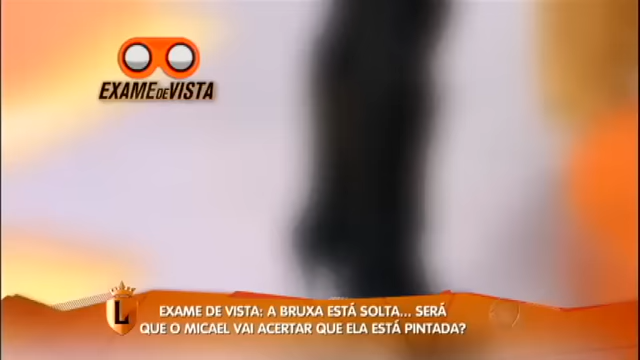 EXAME DE VISTA
L
EXAME DE VISTA: A BRUXA ESTÁ SOLTA... SERÁ
QUE O MICAEL VAI ACERTAR QUE ELA ESTÁ PINTADA?